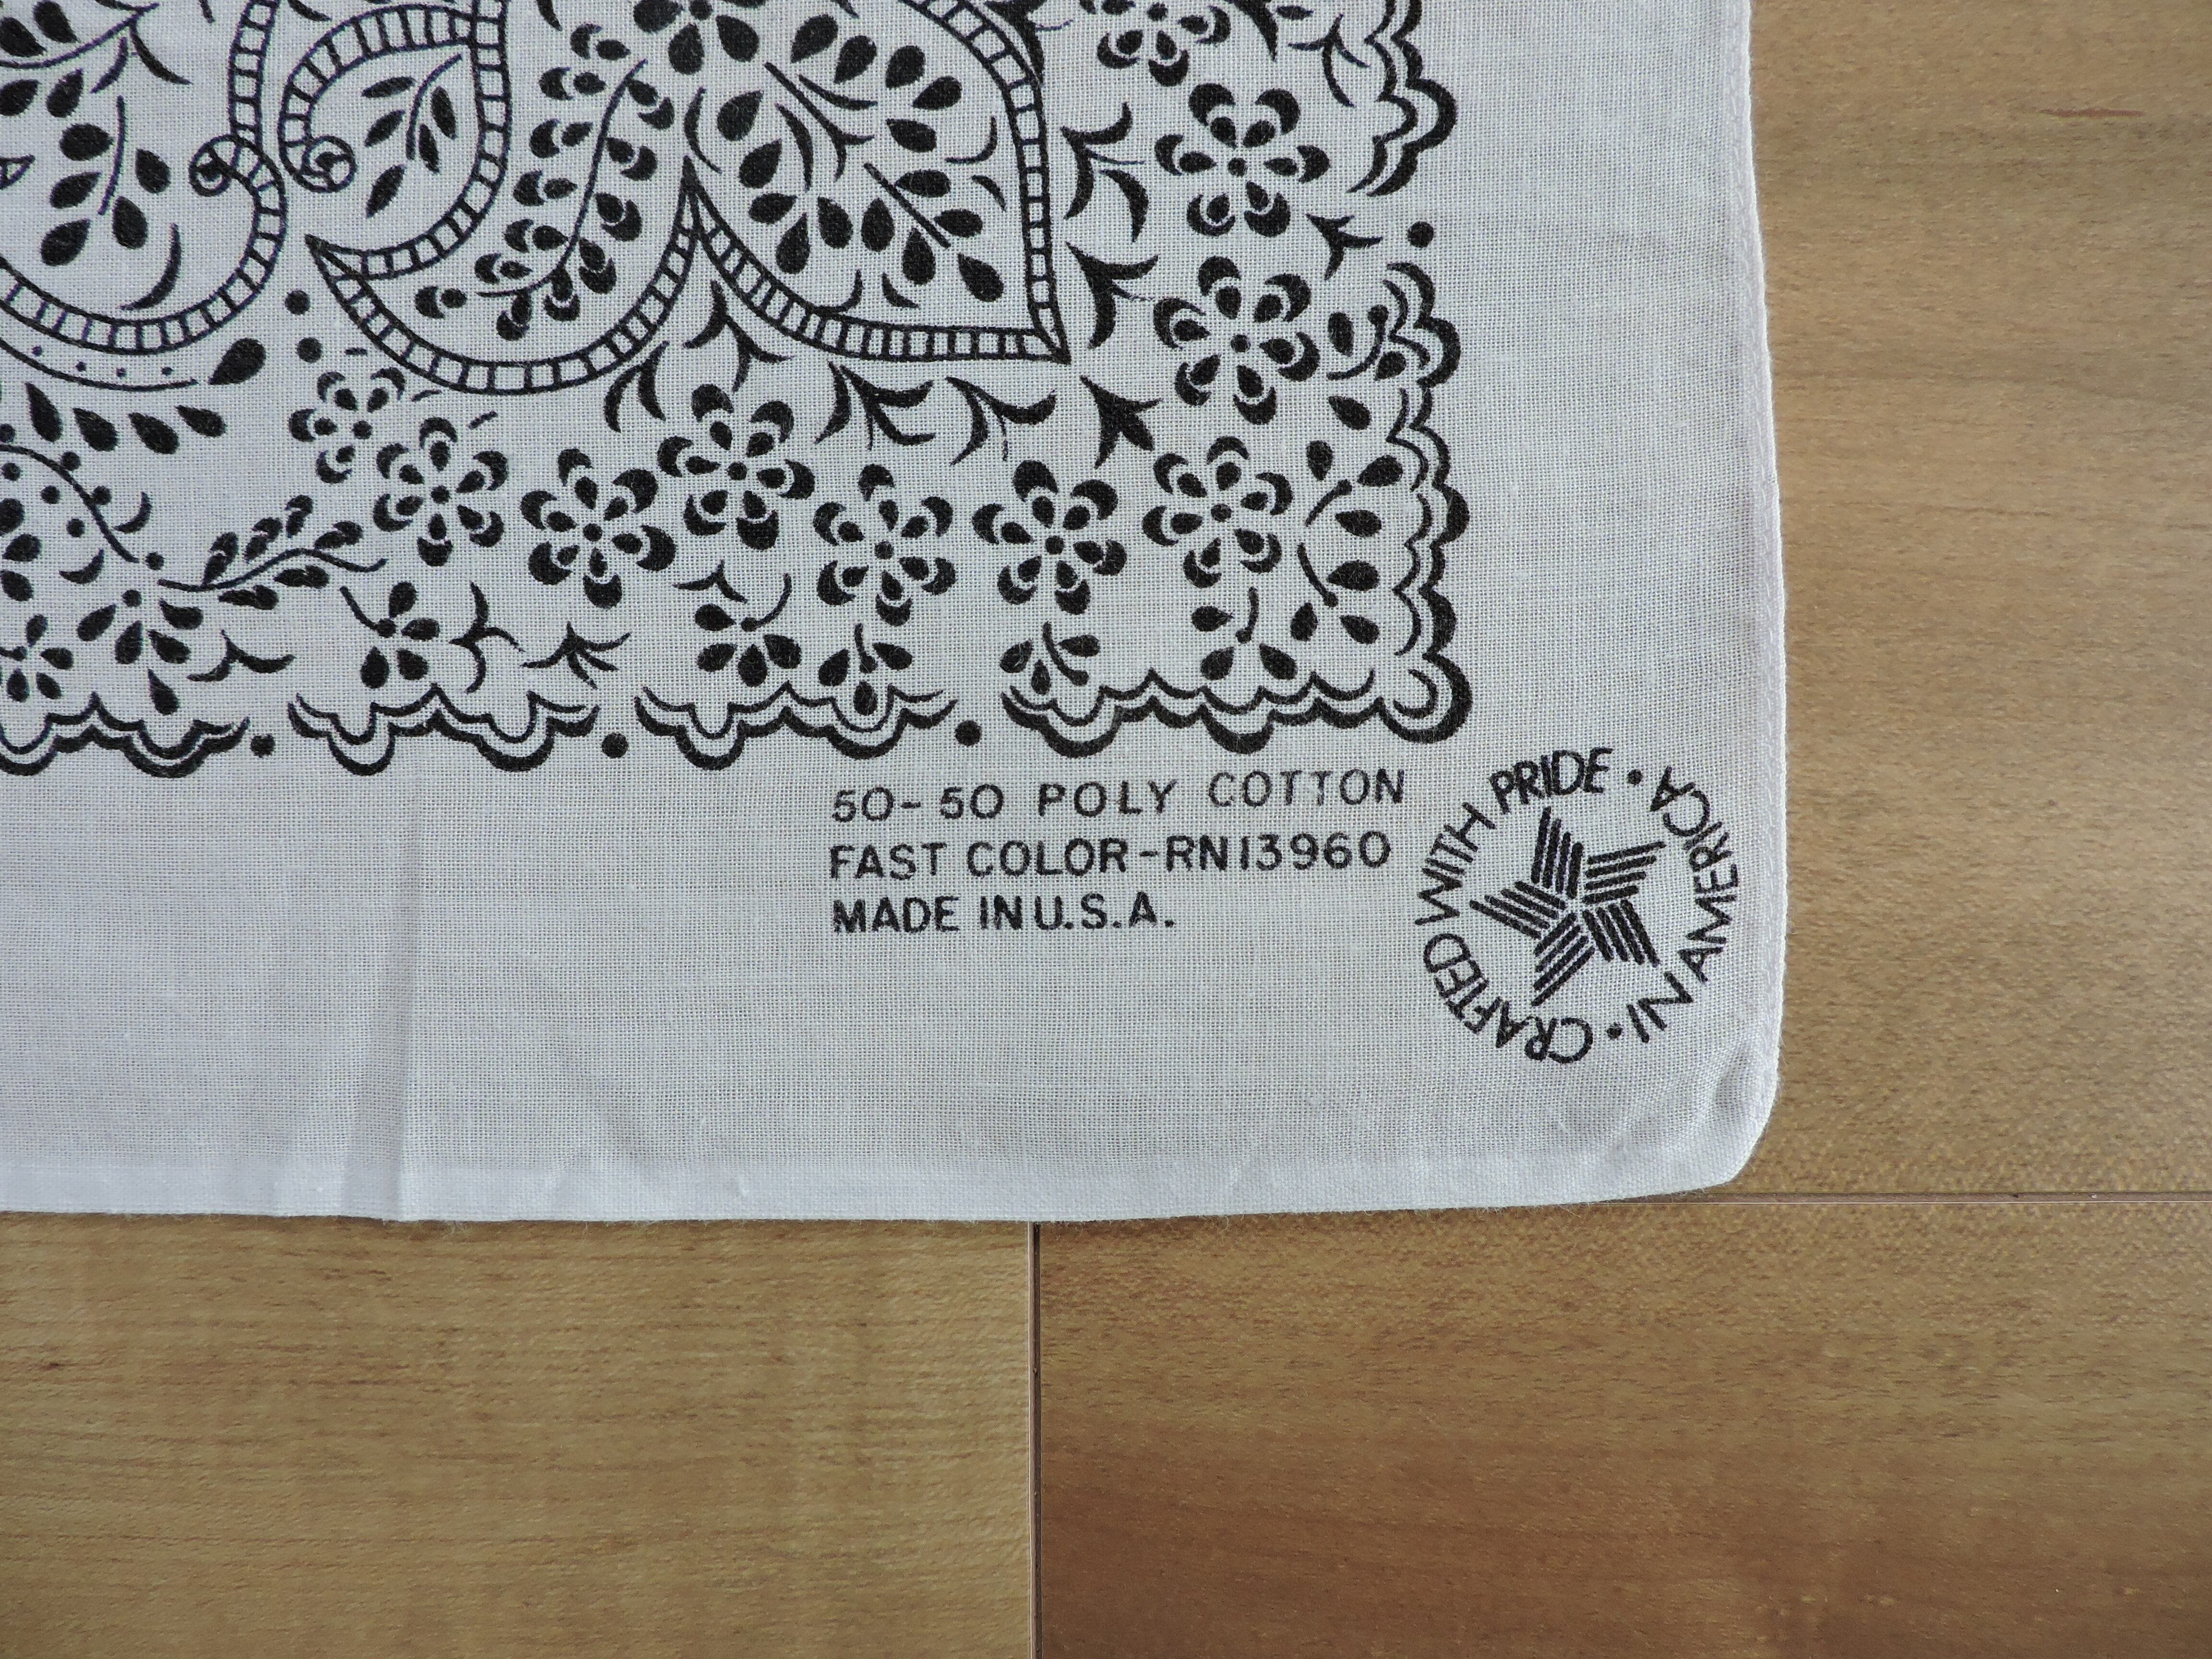 50-50 POLY COTTON
FAST COLOR-RN13960
MADE IN U.S.A.
CRAFTED WITH PRIDE • IN AMERICA •